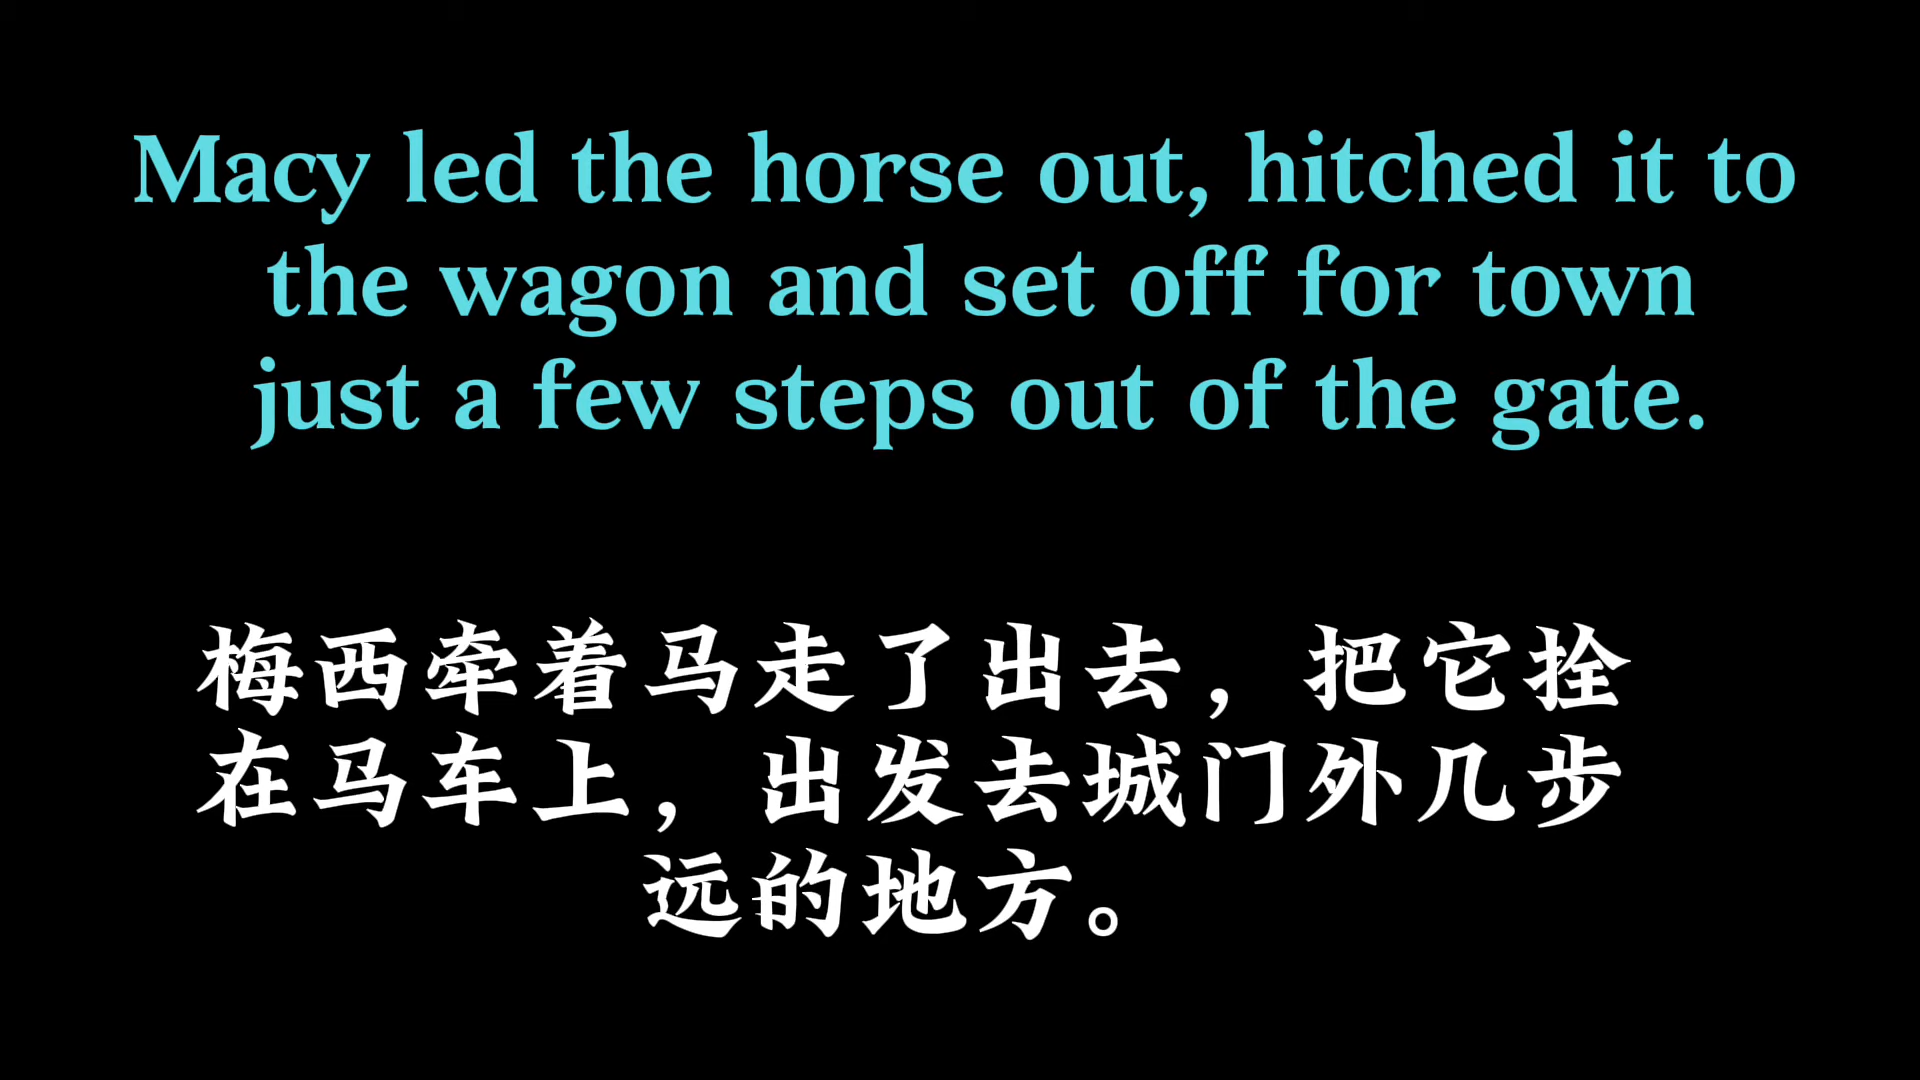 Macy led the horse out, hitched it to
the wagon and set off for town
just a few steps out of the gate.
梅西牵着马走了出去，把它拴
在马车上，出发去城门外几步
远的地方。